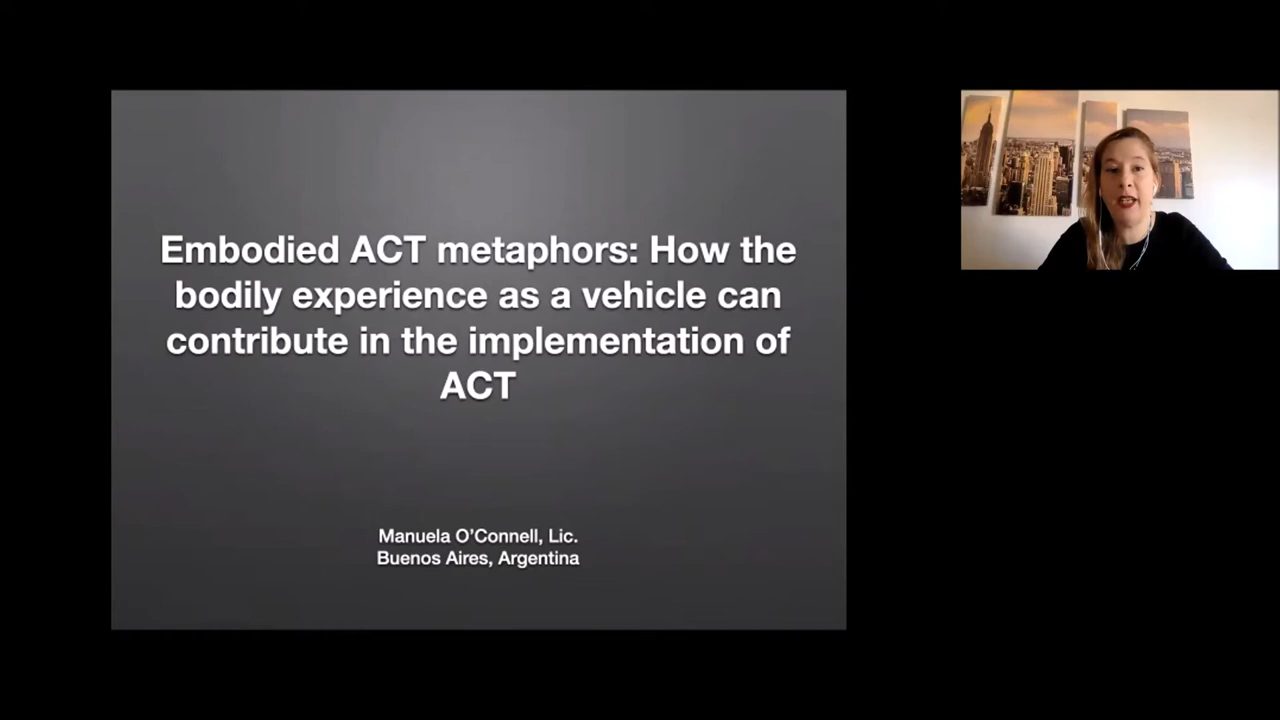 Embodied ACT metaphors: How the
bodily experience as a vehicle can
contribute in the implementation of
ACT
Manuela O’Connell, Lic.
Buenos Aires, Argentina